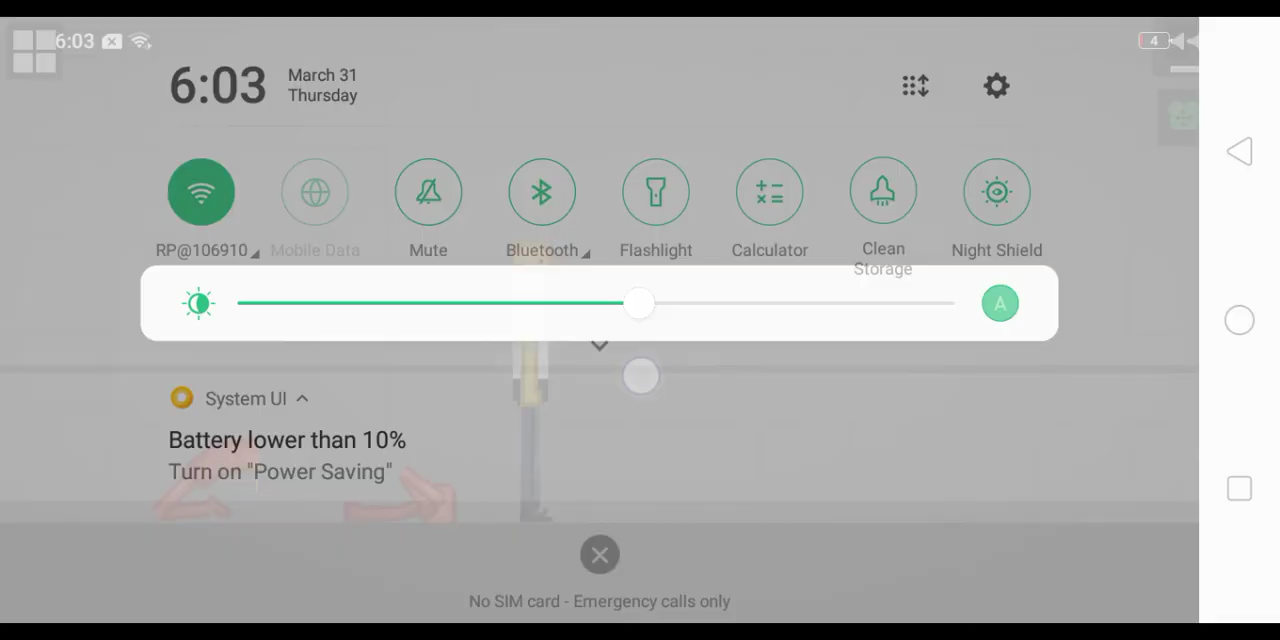 6:03
4
6:03
March 31
Thursday
RP@106910
Mobile Data
Mute
Bluetooth
Flashlight
Calculator
Clean
Storage
Night Shield
A
System UI
Battery lower than 10%
Turn on "Power Saving"
No SIM card - Emergency calls only